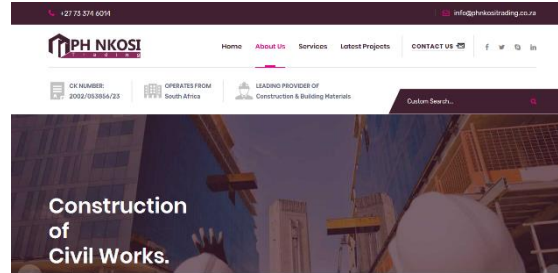 +27 73 374 6014
info@phnkositrading.co.za
PH NKOSI
Trading
Home About Us Services Latest Projects CONTACT US
CK NUMBER:
2002/053856/23
OPERATES FROM
South Africa
LEADING PROVIDER OF
Construction & Building Materials
Custom Search...
Construction
of
Civil Works.